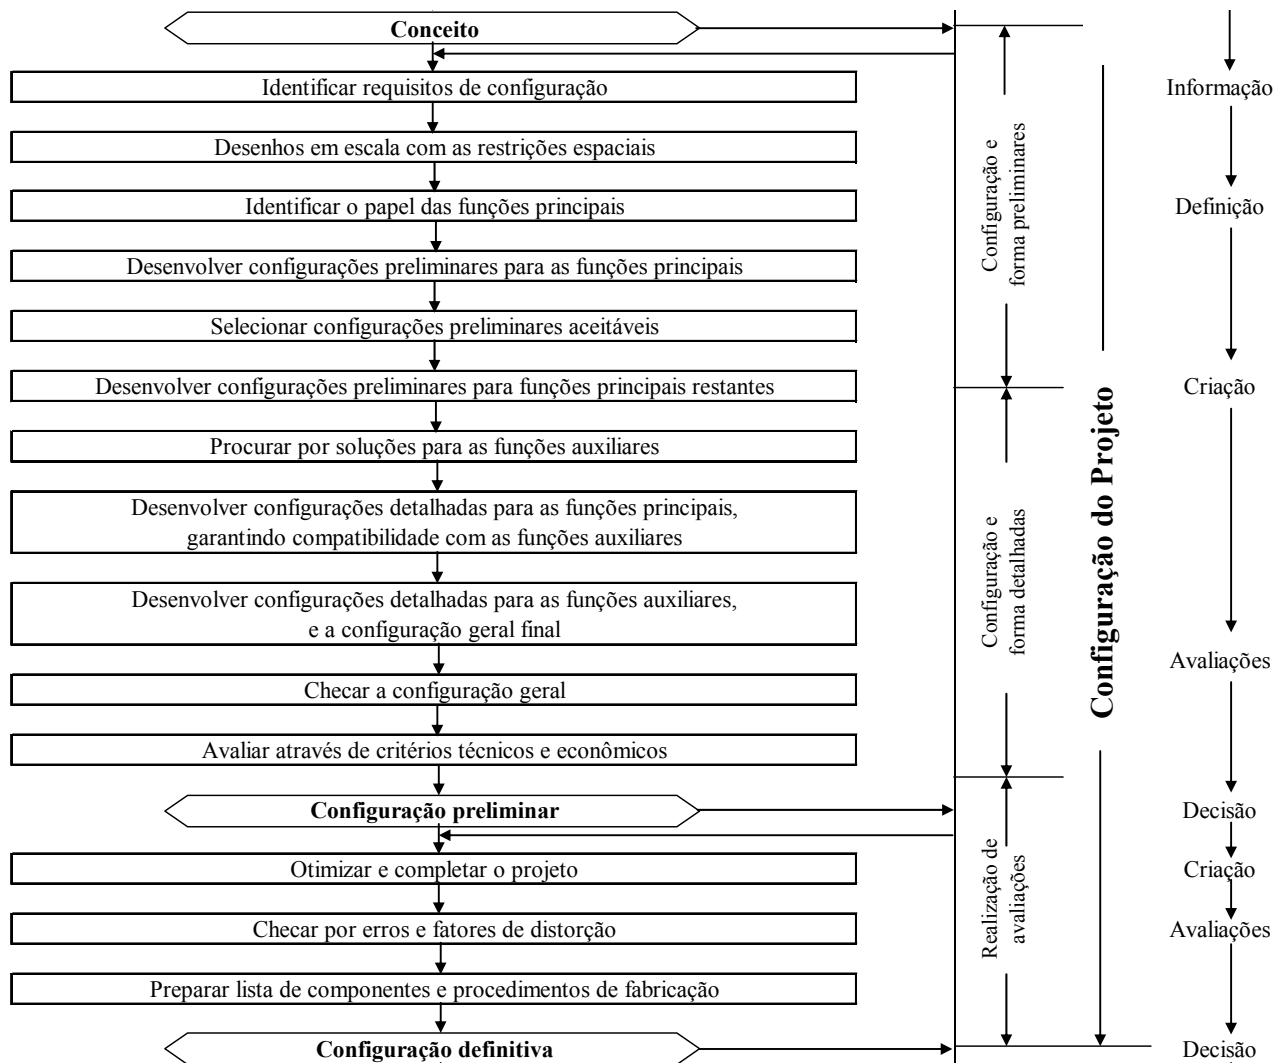 Conceito
Identificar requisitos de configuração
Desenhos em escala com as restrições espaciais
Identificar o papel das funções principais
Desenvolver configurações preliminares para as funções principais
Selecionar configurações preliminares aceitáveis
Desenvolver configurações preliminares para funções principais restantes
Procurar por soluções para as funções auxiliares
Desenvolver configurações detalhadas para as funções principais,
garantindo compatibilidade com as funções auxiliares
Desenvolver configurações detalhadas para as funções auxiliares,
e a configuração geral final
Checar a configuração geral
Avaliar através de critérios técnicos e econômicos
Configuração preliminar
Otimizar e completar o projeto
Checar por erros e fatores de distorção
Preparar lista de componentes e procedimentos de fabricação
Configuração definitiva
Configuração e
forma preliminares
Configuração e
forma detalhadas
Realização de
avaliações
Configuração do Projeto
Informação
Definição
Criação
Avaliações
Decisão
Criação
Avaliações
Decisão